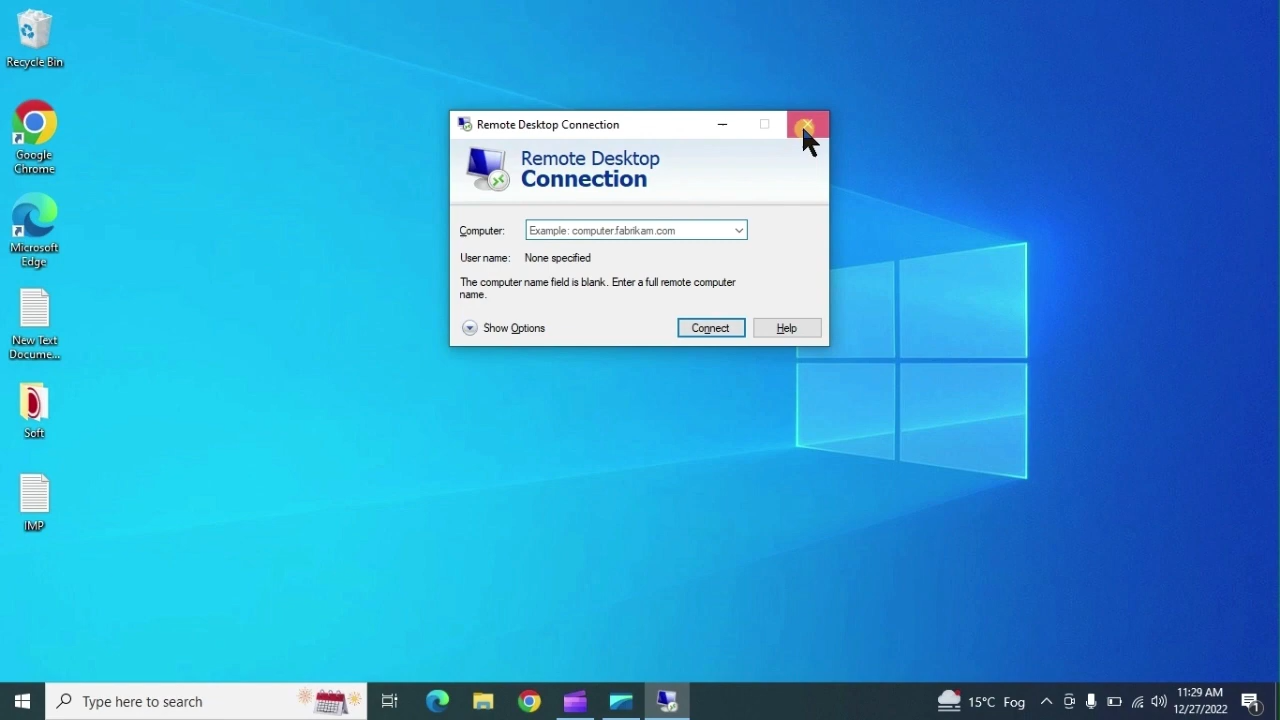 Recycle Bin
Google
Chrome
Microsoft
Edge
New Text
Docume...
Soft
IMP
Remote Desktop Connection
Remote Desktop
Connection
Computer:
Example: computer.fabrikam.com
User name:
None specified
The computer name field is blank. Enter a full remote computer
name.
Show Options
Connect
Help
Type here to search
15°C Fog
11:29 AM
12/27/2022
1